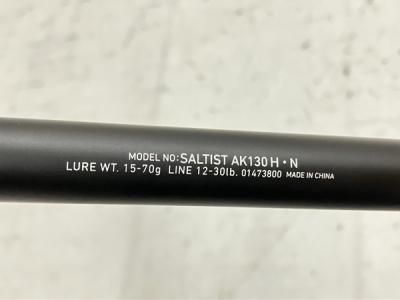 MODEL NO:SALTIST AK130H・N
LURE WT. 15-70g LINE 12-30lb. 01473800 MADE IN CHINA